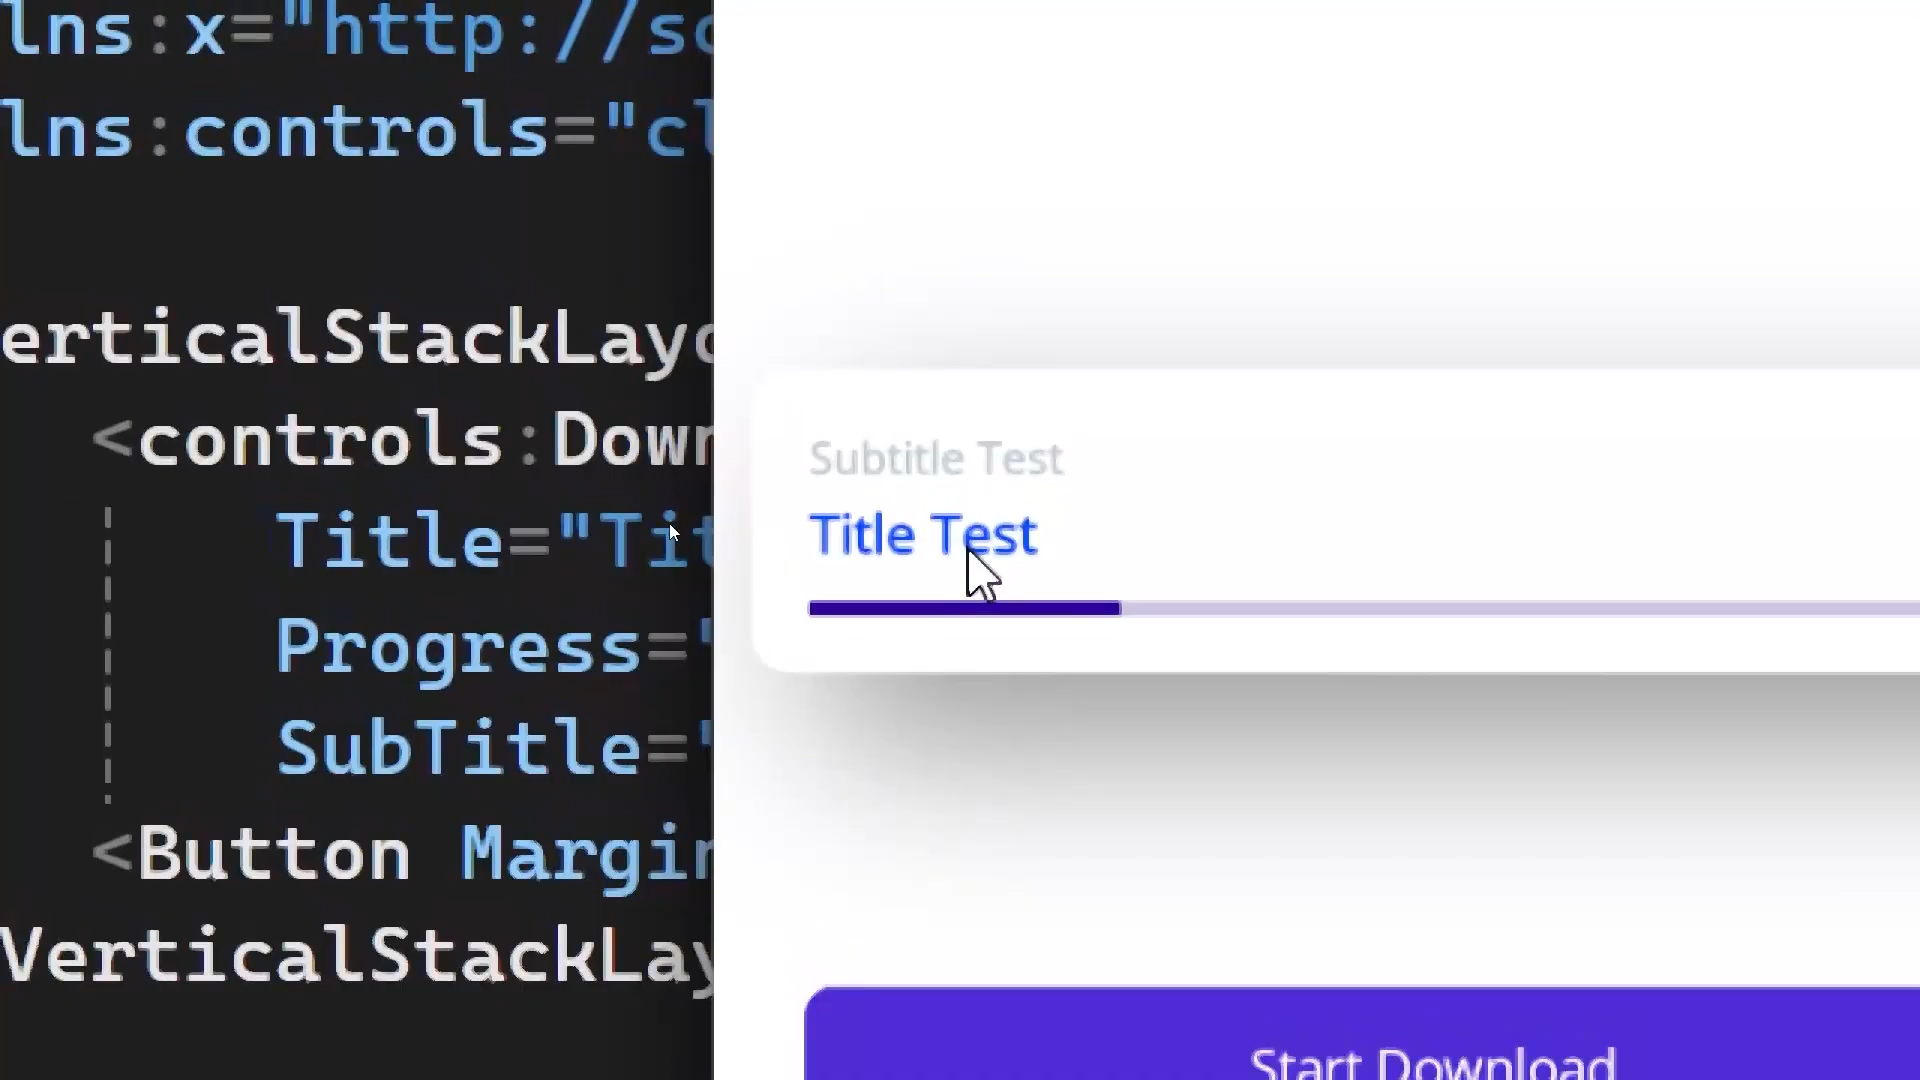 lns:x="http://sc
lns:controls="cl
erticalStackLayo
<controls:Down
Title="Tit
Progress="
SubTitle="
<Button Margin
VerticalStackLay
Subtitle Test
Title Test
Start Download